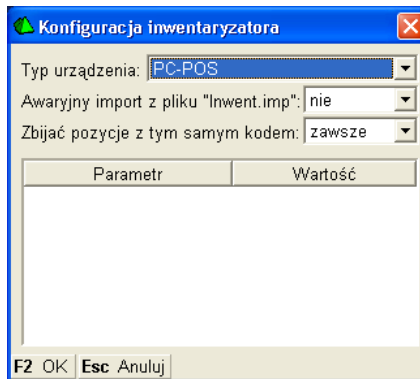 Konfiguracja inwentaryzatora
Typ urządzenia: PC-POS
Awaryjny import z pliku "Inwent.imp": nie
Zbijać pozycje z tym samym kodem: zawsze
Parametr Wartość
F2 OK Esc Anuluj